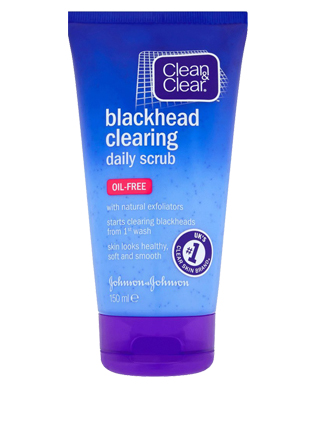 Clean
&
Clear®
blackhead
clearing
daily scrub
OIL-FREE
with natural exfoliators
starts clearing blackheads
from 1st wash
skin looks healthy,
soft and smooth
UK'S
#1
CLEAR SKIN BRAND
Johnson & Johnson
150 ml ℮